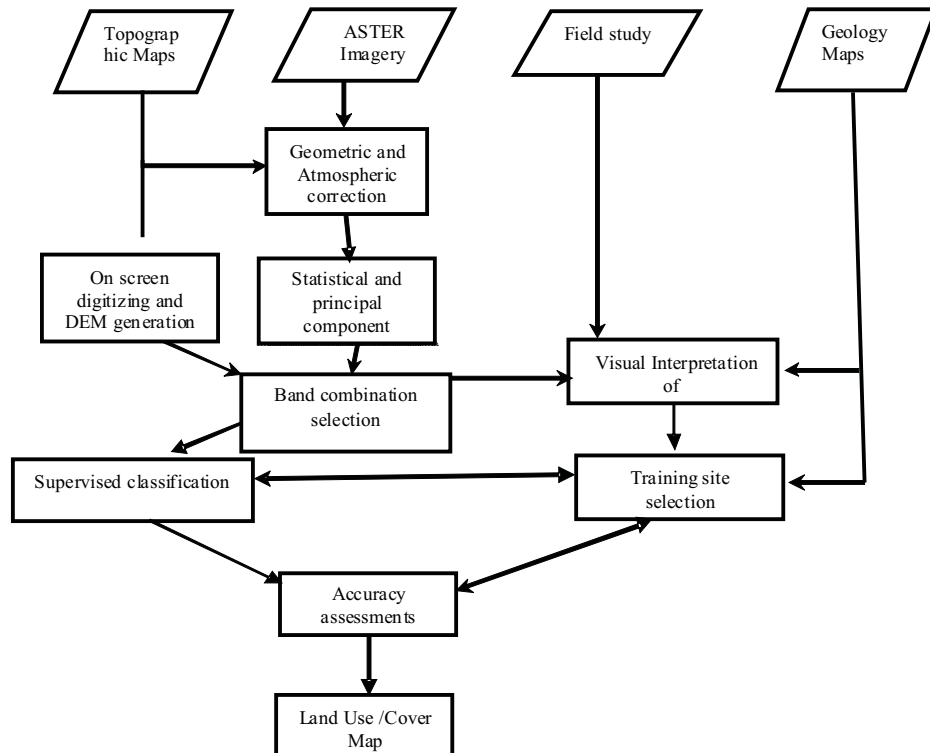 Topograp
hic Maps
ASTER
Imagery
Field study
Geology
Maps
Geometric and
Atmospheric
correction
On screen
digitizing and
DEM generation
Statistical and
principal
component
Visual Interpretation
of
Band combination
selection
Supervised classification
Training site
selection
Accuracy
assessments
Land Use /Cover
Map